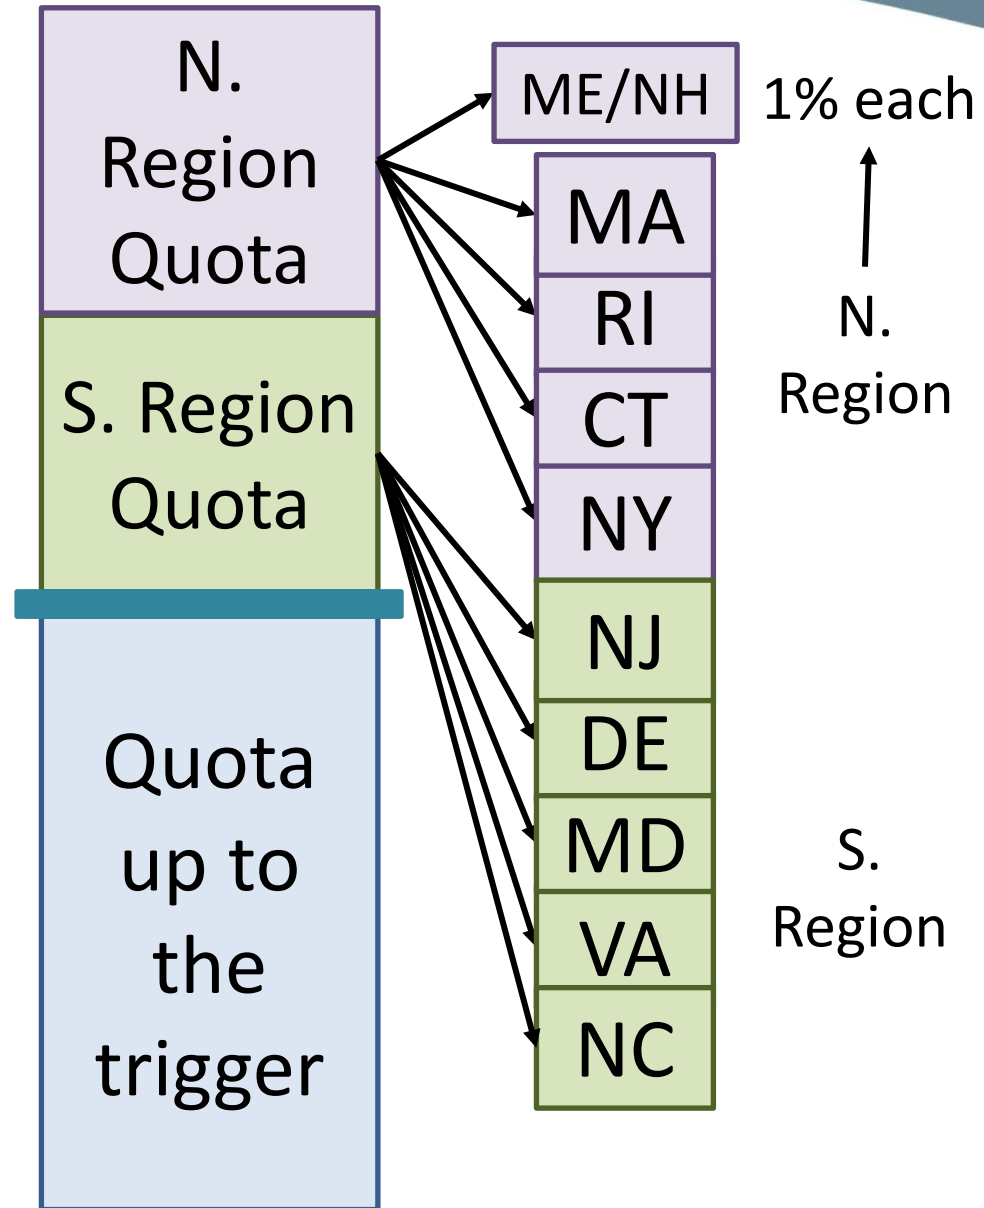 N.
Region
Quota
S. Region
Quota
Quota
up to
the
trigger
ME/NH
MA
RI
CT
NY
NJ
DE
MD
VA
NC
1% each
N.
Region
S.
Region